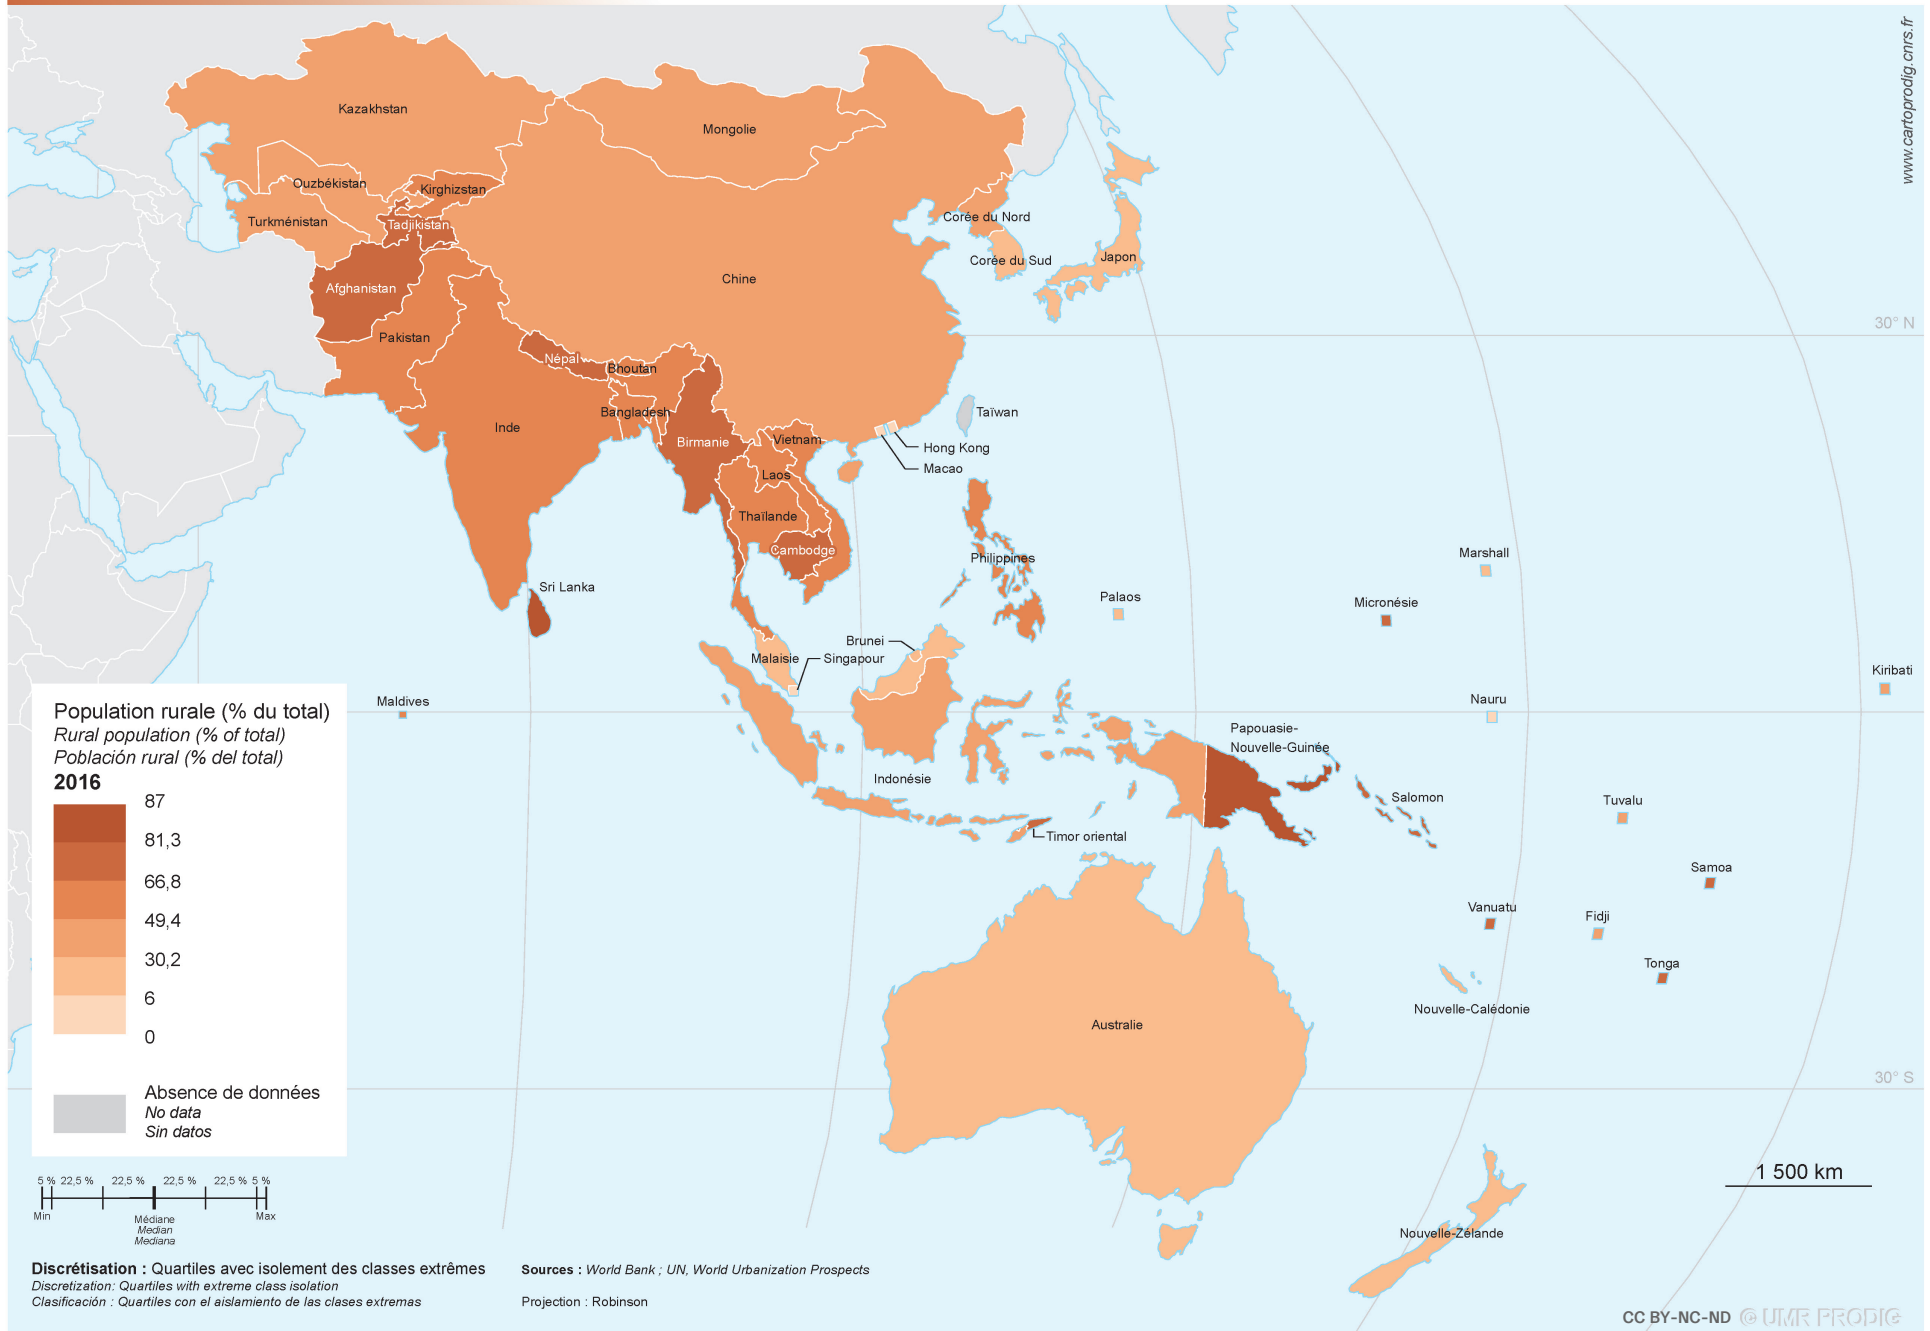 www.cartoprodig.cnrs.fr
Kazakhstan
Mongolie
Ouzbékistan
Kirghizstan
Turkménistan
Tadjikistan
Corée du Nord
Corée du Sud
Japon
Chine
Afghanistan
Pakistan
30° N
Népal
Bhoutan
Bangladesh
Taïwan
Inde
Birmanie
Vietnam
Hong Kong
Macao
Laos
Thaïlande
Cambodge
Philippines
Marshall
Sri Lanka
Palaos
Micronésie
Brunei
Malaisie
Singapour
Kiribati
Maldives
Nauru
Papouasie-
Nouvelle-Guinée
Indonésie
Salomon
Tuvalu
Timor oriental
Samoa
Vanuatu
Fidji
Tonga
Nouvelle-Calédonie
Australie
30° S
Nouvelle-Zélande
1 500 km
Population rurale (% du total)
Rural population (% of total)
Población rural (% del total)
2016
87
81,3
66,8
49,4
30,2
6
0
Absence de données
No data
Sin datos
5 % 22,5 % 22,5 % 22,5 % 22,5 % 5 %
Min Max
Médiane
Median
Mediana
Discrétisation : Quartiles avec isolement des classes extrêmes
Discretization: Quartiles with extreme class isolation
Clasificación : Quartiles con el aislamiento de las clases extremas
Sources : World Bank ; UN, World Urbanization Prospects
Projection : Robinson
CC BY-NC-ND © UMR PRODIG